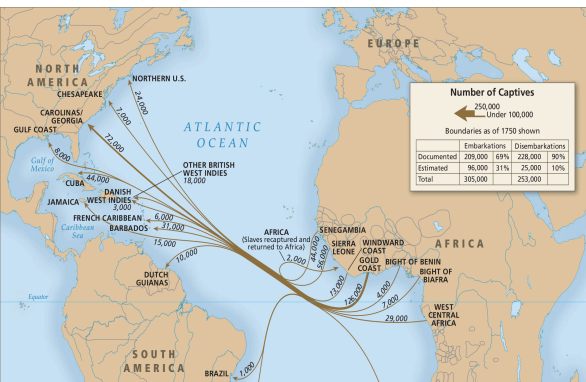 EUROPE
NORTH
AMERICA
NORTHERN U.S.
CHESAPEAKE
24,000
7,000
CAROLINAS/
GEORGIA
72,000
GULF COAST
8,000
ATLANTIC
OCEAN
Gulf of
Mexico
44,000
CUBA
OTHER BRITISH
WEST INDIES
18,000
DANISH
WEST INDIES
3,000
JAMAICA
FRENCH CARIBBEAN
6,000
BARBADOS
31,000
Caribbean
Sea
15,000
10,000
DUTCH
GUIANAS
Equator
SOUTH
AMERICA
BRAZIL
1,000
AFRICA
(Slaves recaptured and
returned to Africa)
2,000
SENEGAMBIA
44,000
56,000
SIERRA
LEONE
WINDWARD
COAST
GOLD
COAST
AFRICA
BIGHT OF BENIN
BIGHT OF
BIAFRA
13,000
126,000
4,000
29,000
WEST
CENTRAL
AFRICA
Number of Captives
250,000
Under 100,000
Boundaries as of 1750 shown
Embarkations Disembarkations
Documented 209,000 69% 228,000 90%
Estimated 96,000 31% 25,000 10%
Total 305,000 253,000